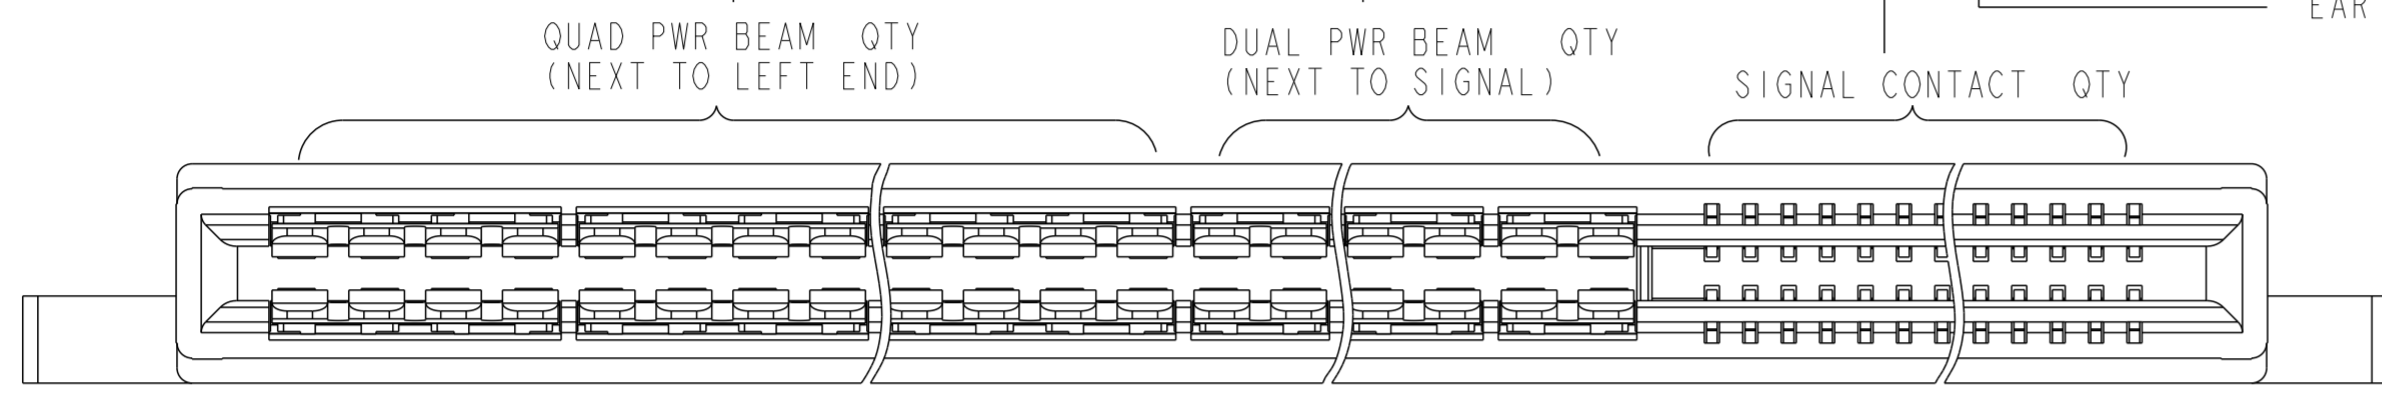 EAR
QUAD PWR BEAM QTY
(NEXT TO LEFT END)
DUAL PWR BEAM QTY
(NEXT TO SIGNAL)
SIGNAL CONTACT QTY